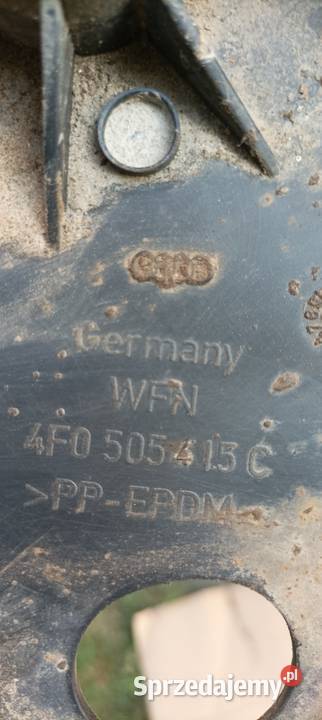 Germany
WFN
4F0 505 415 C
>PP-EPDM
Sprzedajemy.pl